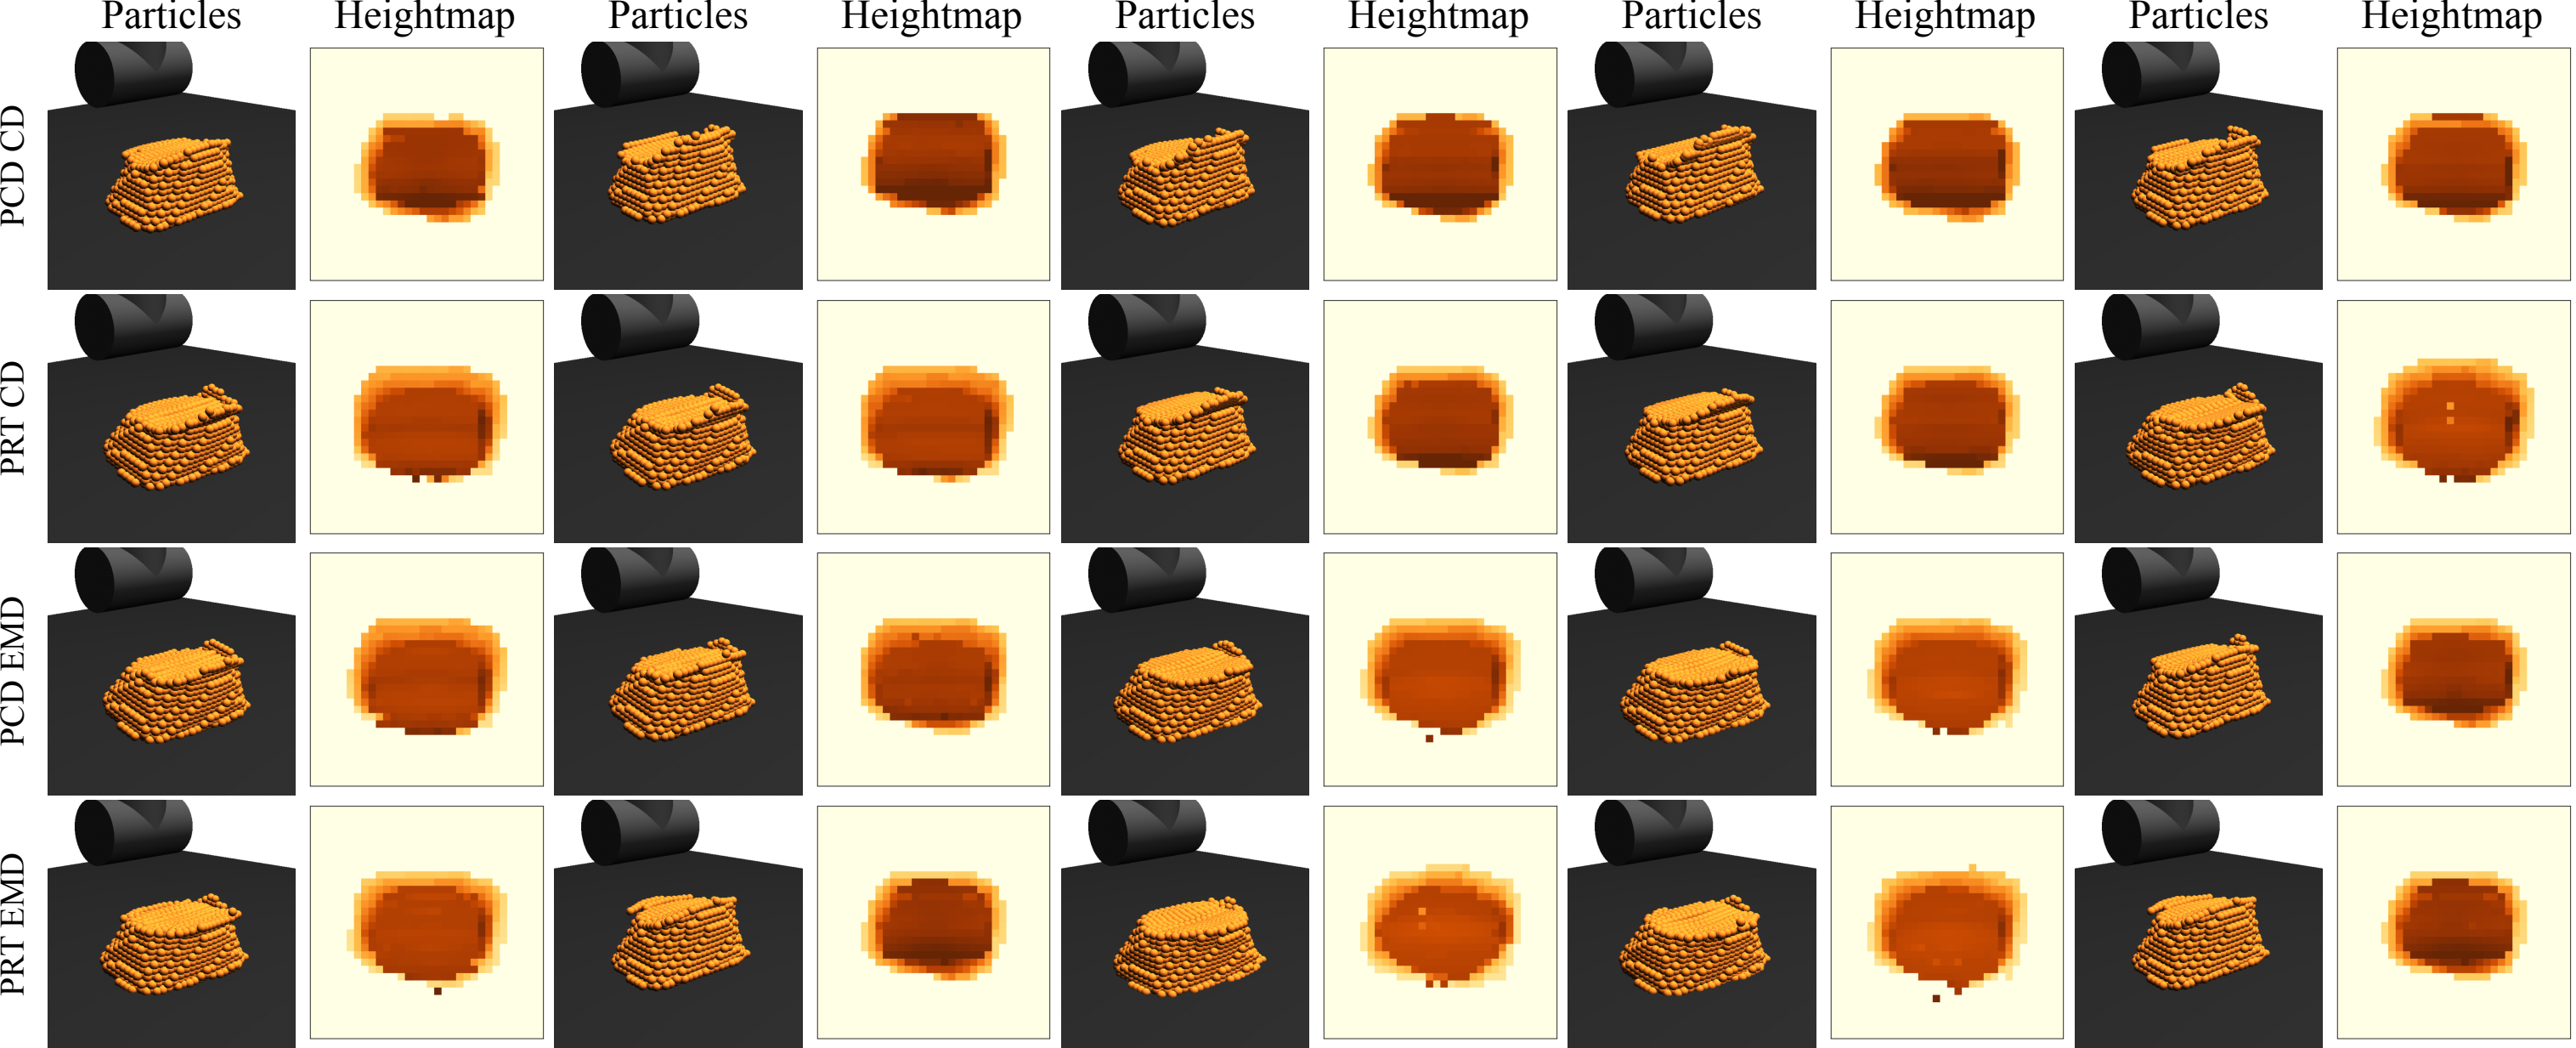 Particles Heightmap Particles Heightmap Particles Heightmap Particles Heightmap Particles Heightmap
PCD CD
PRT CD
PCD EMD
PRT EMD